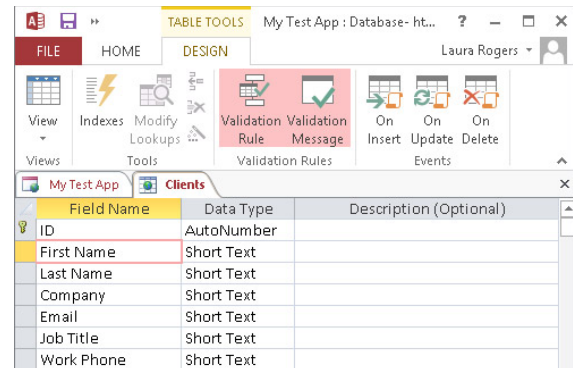 TABLE TOOLS My Test App : Database- ht... ?
FILE HOME DESIGN Laura Rogers
View Indexes Modify Lookups Validation Rule Validation Message On Insert On Update On Delete
Views Tools Validation Rules Events
My Test App Clients
Field Name Data Type Description (Optional)
ID AutoNumber
First Name Short Text
Last Name Short Text
Company Short Text
Email Short Text
Job Title Short Text
Work Phone Short Text